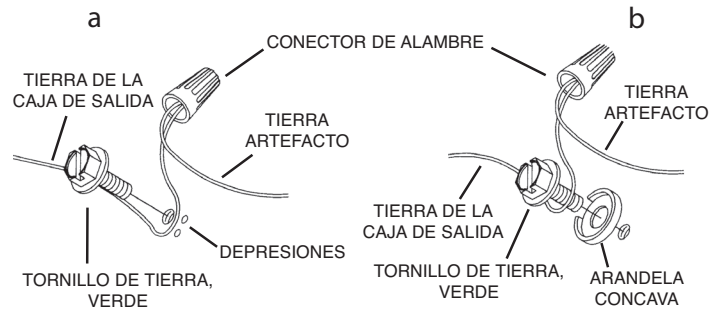 a
b
CONECTOR DE ALAMBRE
TIERRA DE LA
CAJA DE SALIDA
TIERRA
ARTEFACTO
DEPRESIONES
TORNILLO DE TIERRA,
VERDE
TIERRA
ARTEFACTO
TIERRA DE LA
CAJA DE SALIDA
TORNILLO DE TIERRA,
VERDE
ARANDELA
CONCAVA